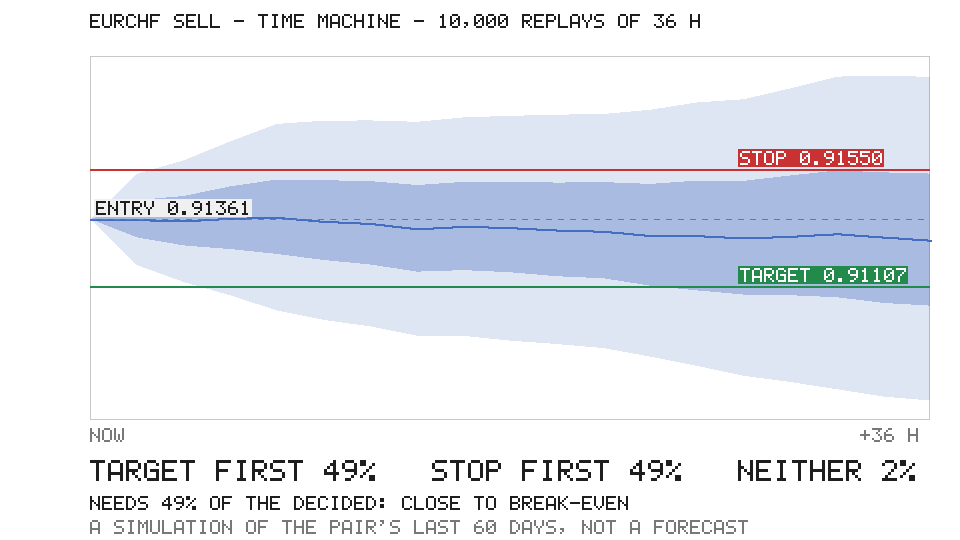 EURCHF SELL - TIME MACHINE - 10,000 REPLAYS OF 36 H
STOP 0.91550
ENTRY 0.91361
TARGET 0.91107
NOW +36 H
TARGET FIRST 49% STOP FIRST 49% NEITHER 2%
NEEDS 49% OF THE DECIDED: CLOSE TO BREAK-EVEN
A SIMULATION OF THE PAIR'S LAST 60 DAYS, NOT A FORECAST